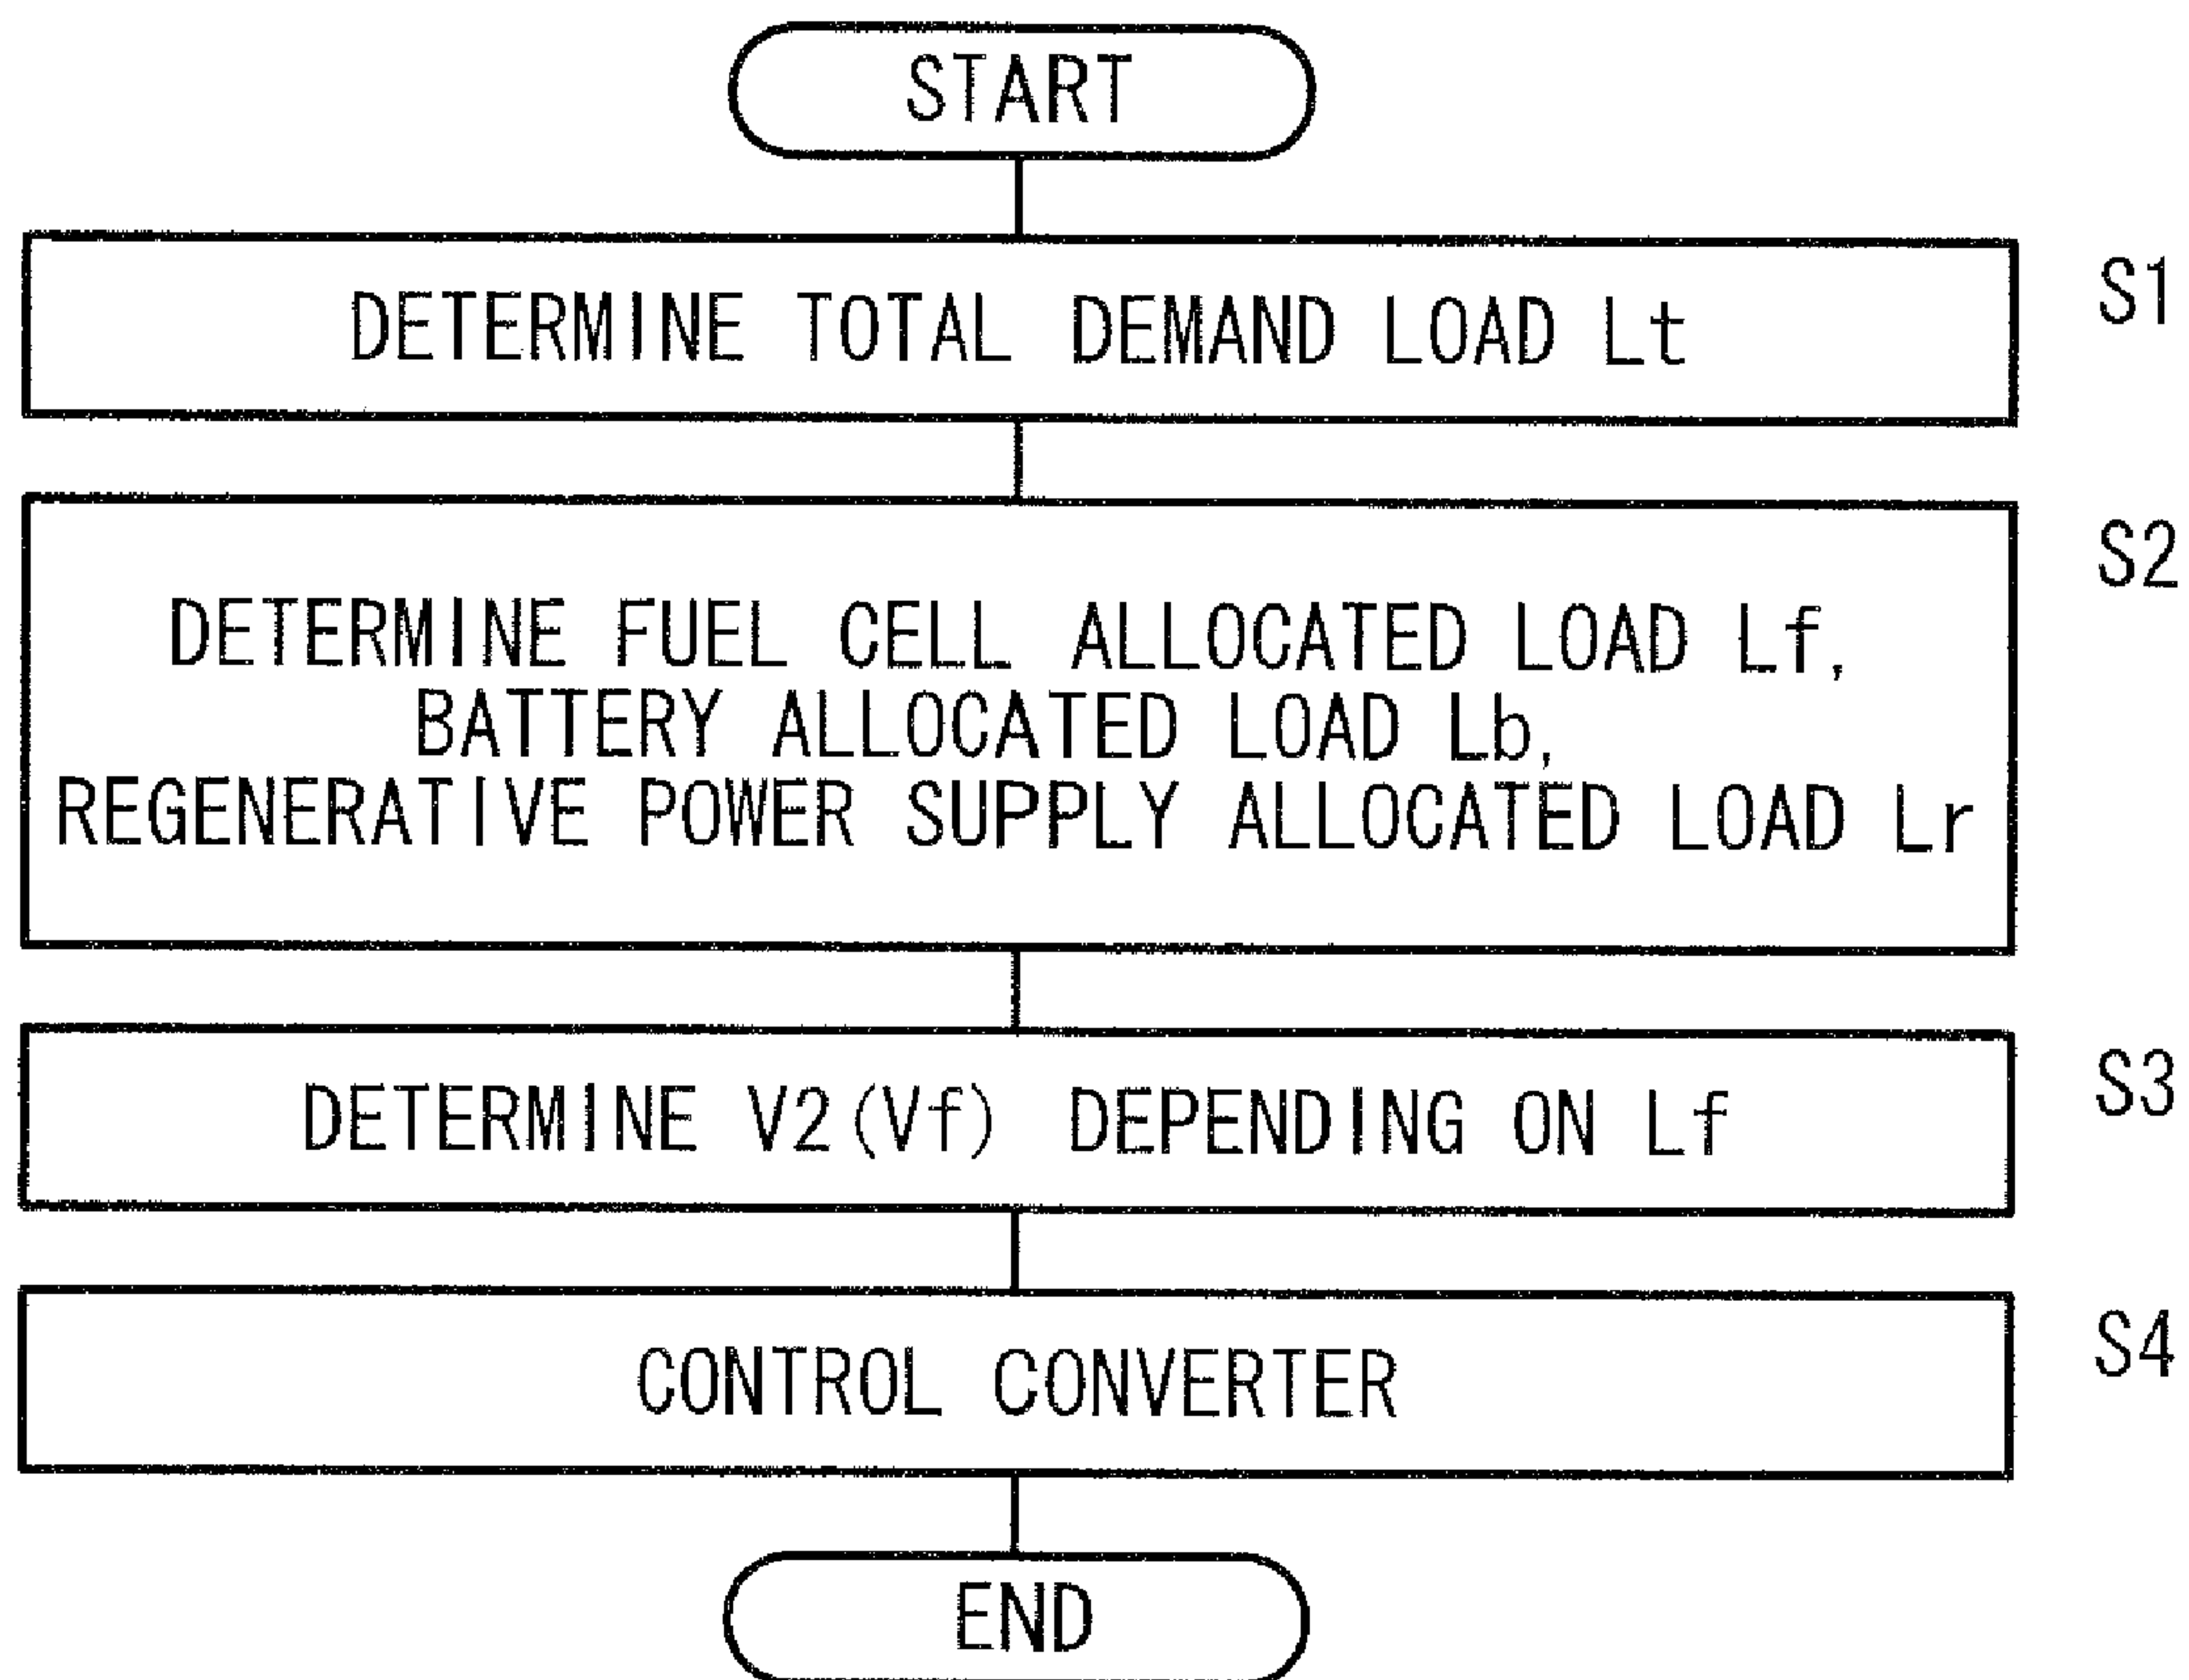 START
DETERMINE TOTAL DEMAND LOAD Lt
S1
DETERMINE FUEL CELL ALLOCATED LOAD Lf,
BATTERY ALLOCATED LOAD Lb,
REGENERATIVE POWER SUPPLY ALLOCATED LOAD Lr
S2
DETERMINE V2(Vf) DEPENDING ON Lf
S3
CONTROL CONVERTER
S4
END